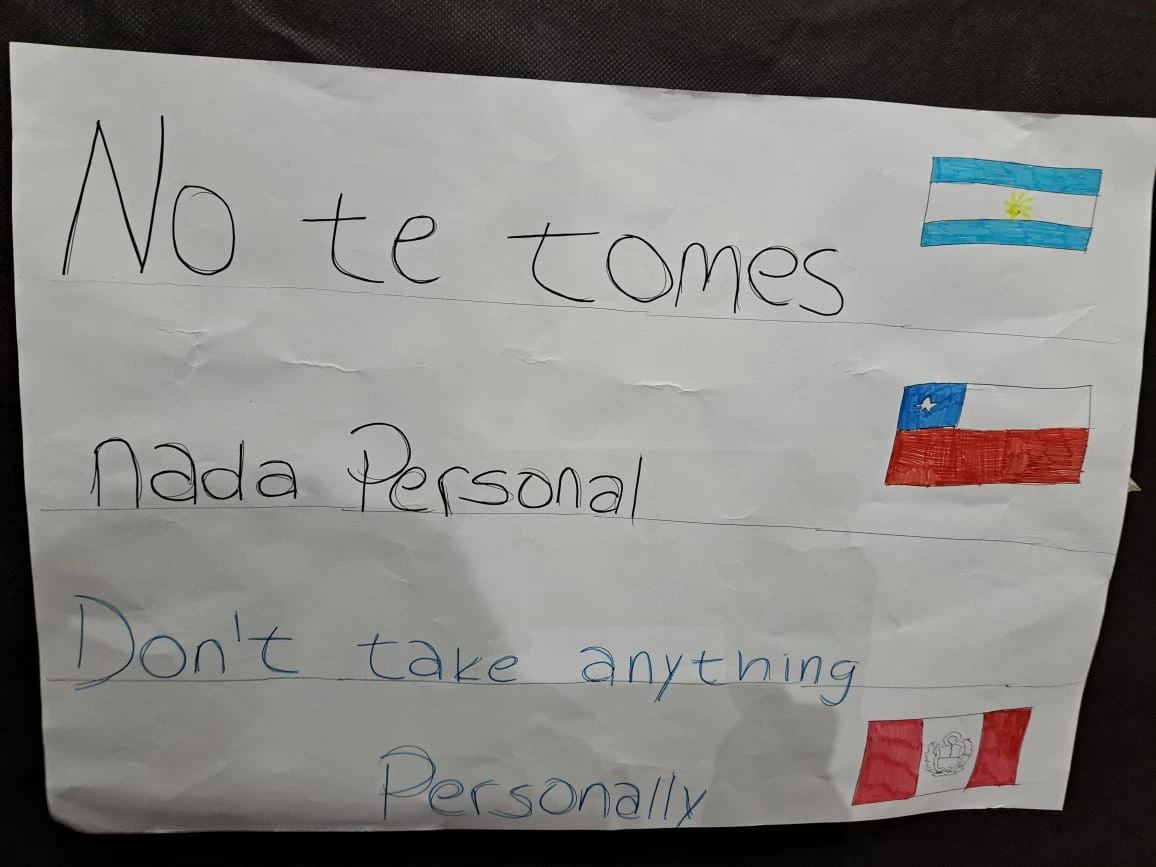 No te tomes
nada Personal
Don't take anything
Personally